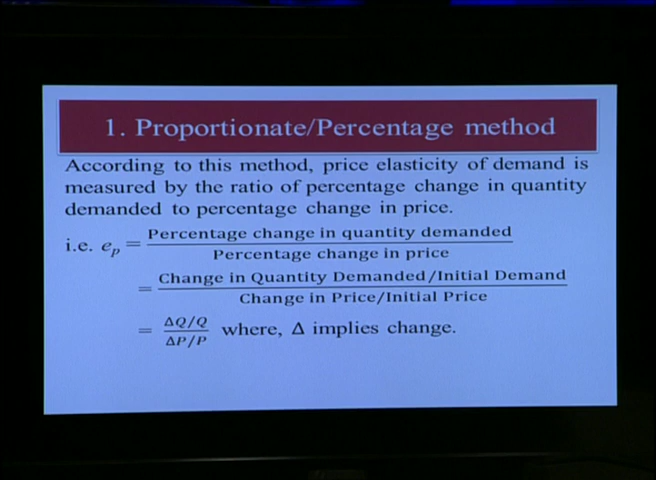 1. Proportionate/Percentage method
According to this method, price elasticity of demand is
measured by the ratio of percentage change in quantity
demanded to percentage change in price.
i.e. eₚ = Percentage change in quantity demanded / Percentage change in price
= Change in Quantity Demanded/Initial Demand / Change in Price/Initial Price
= ΔQ/Q / ΔP/P where, Δ implies change.